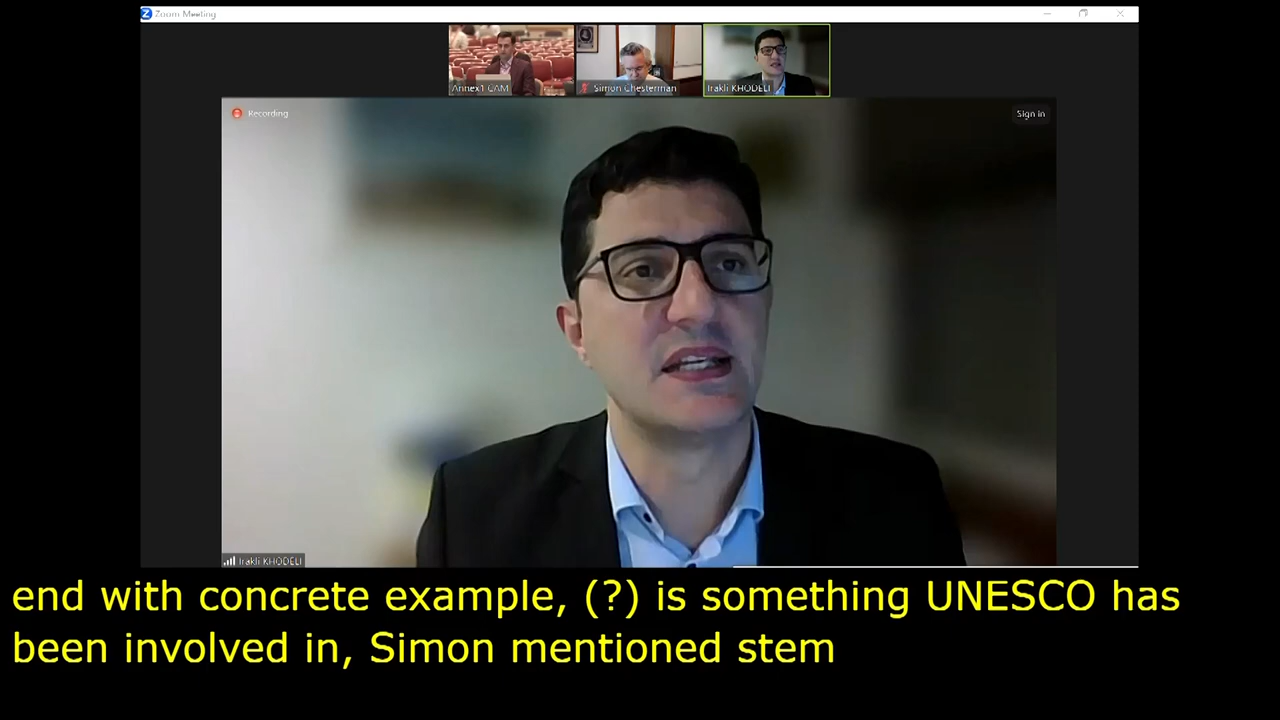 Zoom Meeting
Annex1 CAM
Simon Chesterman
Irakli KHODELI
Recording
Sign in
Irakli KHODELI
end with concrete example, (?) is something UNESCO has
been involved in, Simon mentioned stem